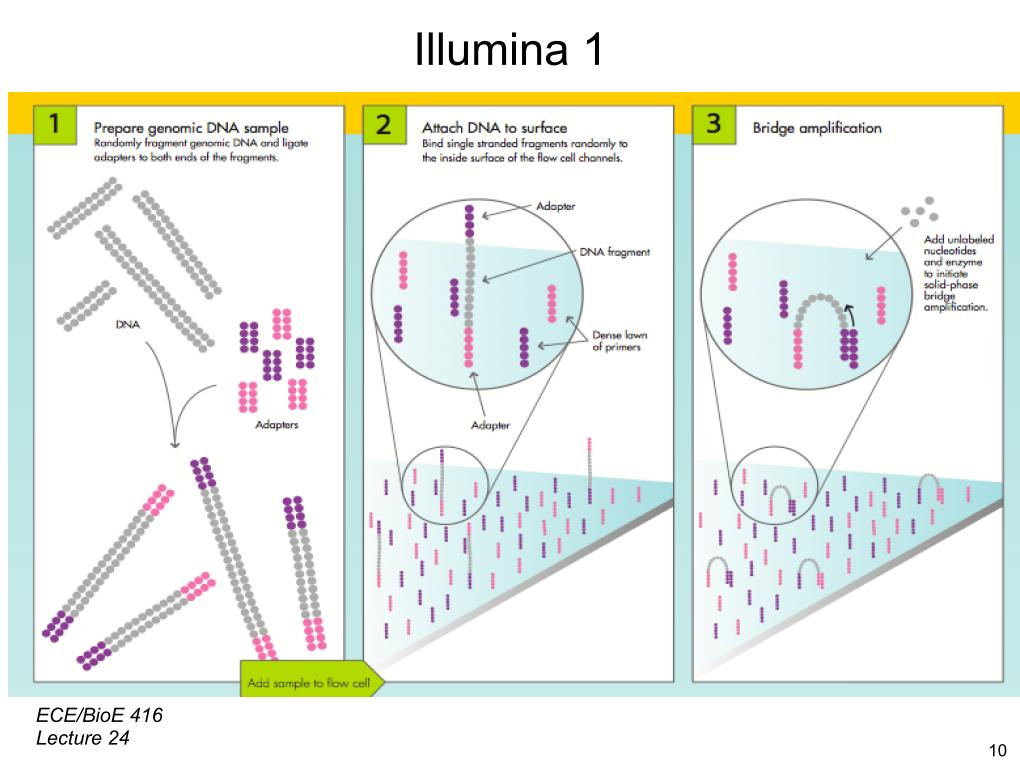 Illumina 1
1
Prepare genomic DNA sample
Randomly fragment genomic DNA and ligate
adapters to both ends of the fragments.
DNA
Adapters
Add sample to flow cell
2
Attach DNA to surface
Bind single stranded fragments randomly to
the inside surface of the flow cell channels.
Adapter
DNA fragment
Dense lawn
of primers
Adapter
3
Bridge amplification
Add unlabeled
nucleotides
and enzyme
to initiate
solid-phase
bridge
amplification.
ECE/BioE 416
Lecture 24
10